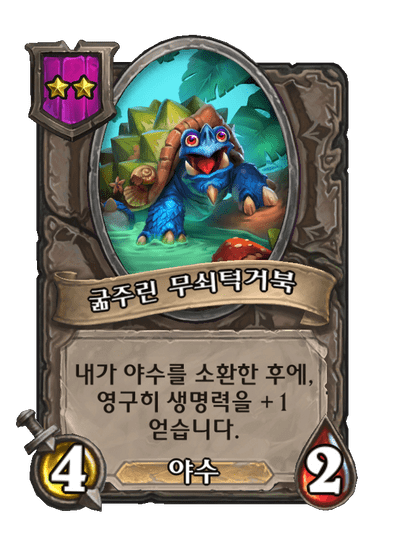 굶주린 무쇠턱거북
내가 야수를 소환한 후에,
영구히 생명력을 +1
얻습니다.
4
야수
2